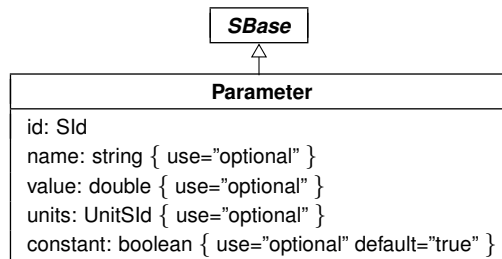 SBase
Parameter
id: SId
name: string { use=”optional” }
value: double { use=”optional” }
units: UnitSId { use=”optional” }
constant: boolean { use=”optional” default=”true” }